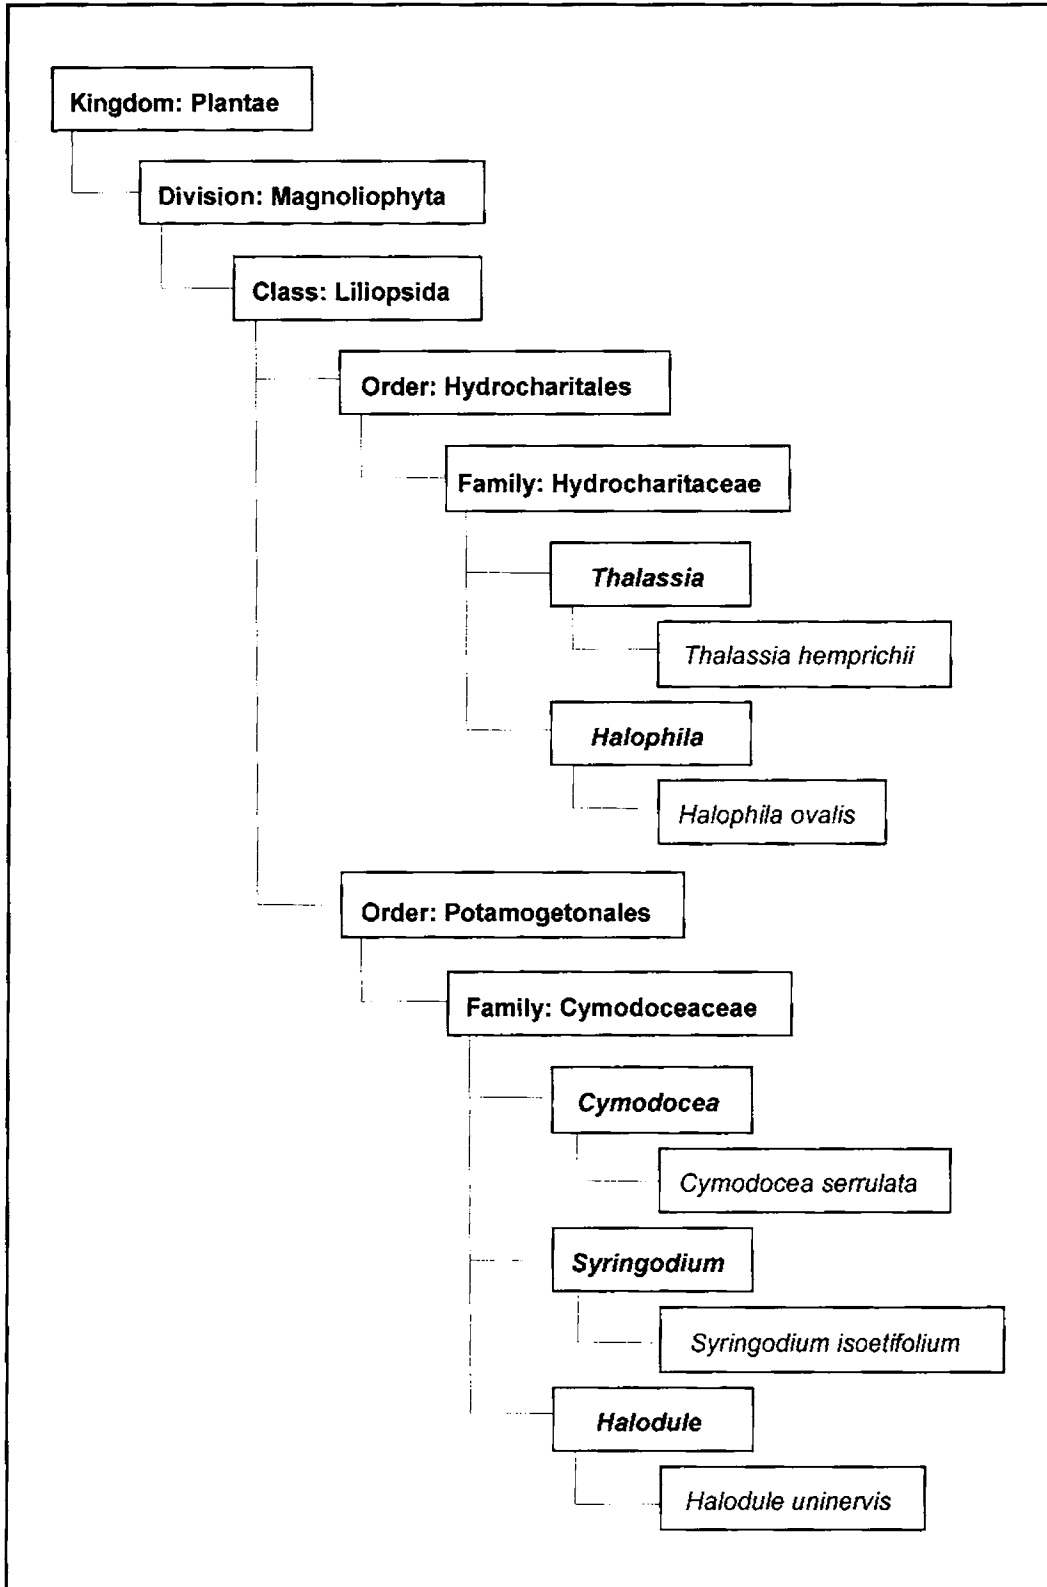 Kingdom: Plantae
Division: Magnoliophyta
Class: Liliopsida
Order: Hydrocharitales
Family: Hydrocharitaceae
Thalassia
Thalassia hemprichii
Halophila
Halophila ovalis
Order: Potamogetonales
Family: Cymodoceaceae
Cymodocea
Cymodocea serrulata
Syringodium
Syringodium isoetifolium
Halodule
Halodule uninervis